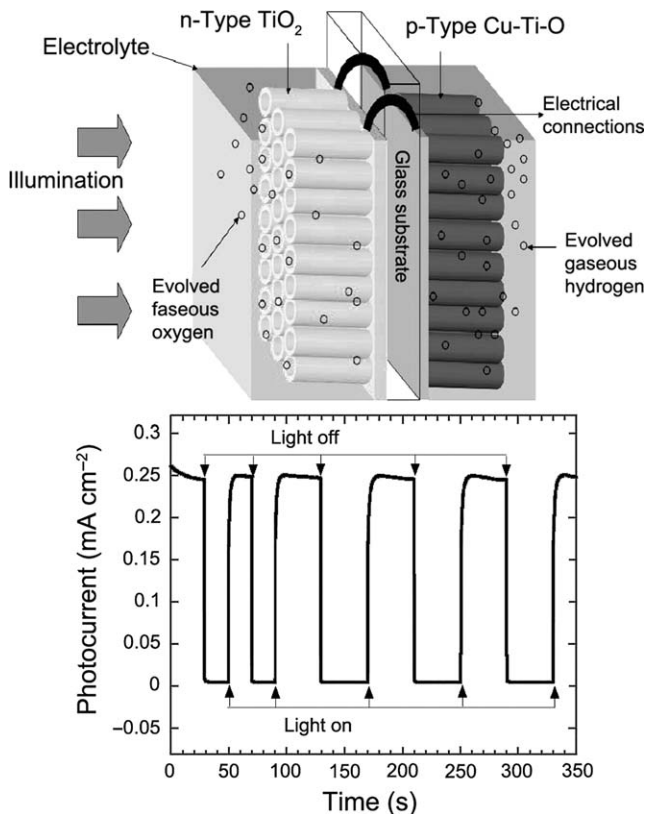 n-Type TiO₂
p-Type Cu-Ti-O
Electrolyte
Electrical
connections
Illumination
Glass substrate
Evolved
faseous
oxygen
Evolved
gaseous
hydrogen
0.3
Light off
0.25
0.2
0.15
0.1
0.05
0
−0.05
Light on
Photocurrent (mA cm⁻²)
0 50 100 150 200 250 300 350
Time (s)